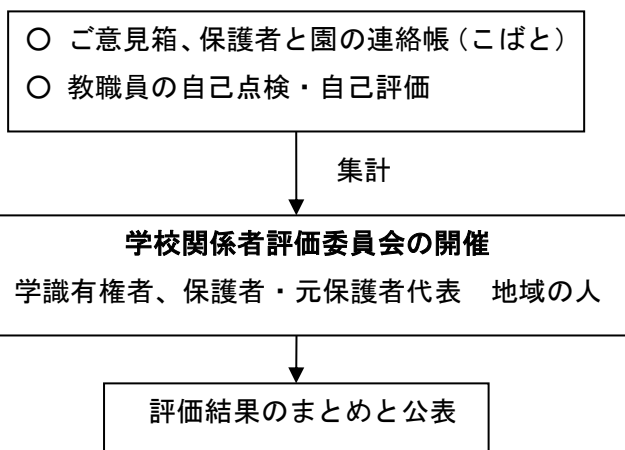 ○ ご意見箱、保護者と園の連絡帳(こばと)
○ 教職員の自己点検・自己評価
集計
学校関係者評価委員会の開催
学識有権者、保護者・元保護者代表　地域の人
評価結果のまとめと公表